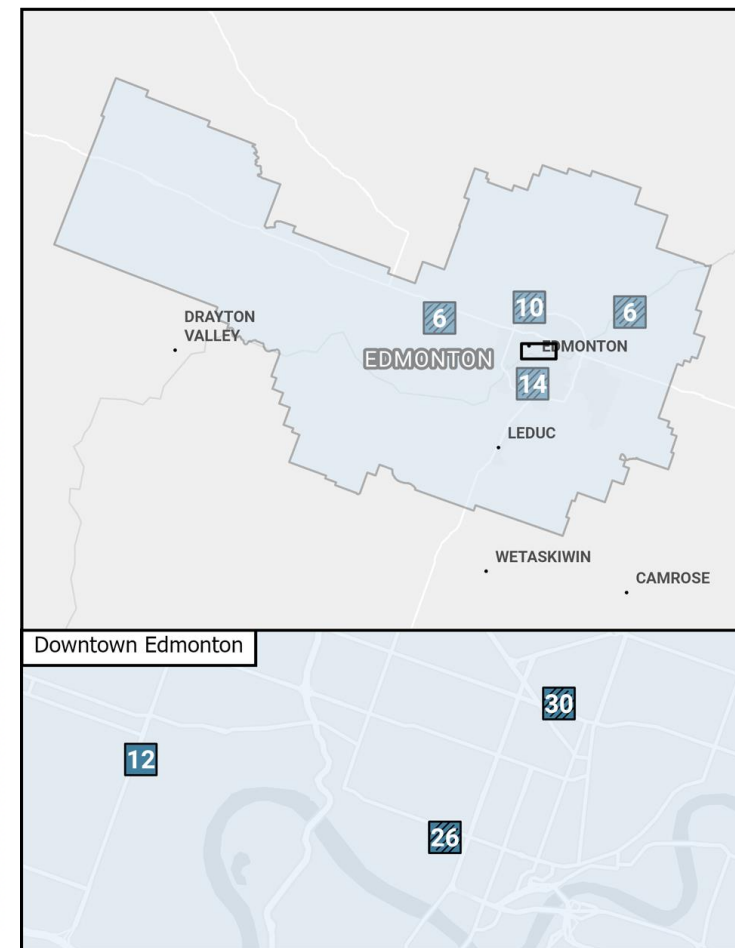 DRAYTON
VALLEY
6
10
6
EDMONTON
EDMONTON
14
LEDUC
WETASKIWIN
CAMROSE
Downtown Edmonton
30
12
26